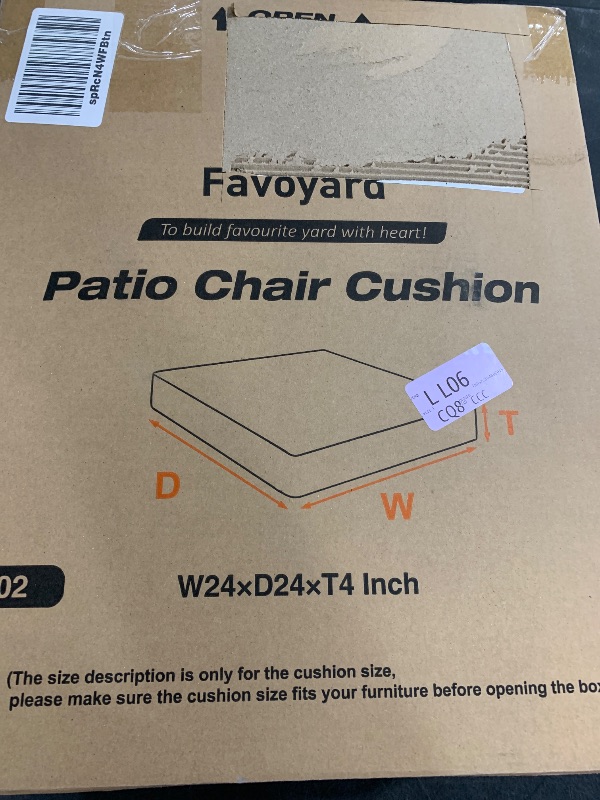 OPEN
spRcN4WFBtn
Favoyard
To build favourite yard with heart!
Patio Chair Cushion
L L06
CQ8 CCC
T
D
W
02
W24×D24×T4 Inch
(The size description is only for the cushion size,
please make sure the cushion size fits your furniture before opening the box